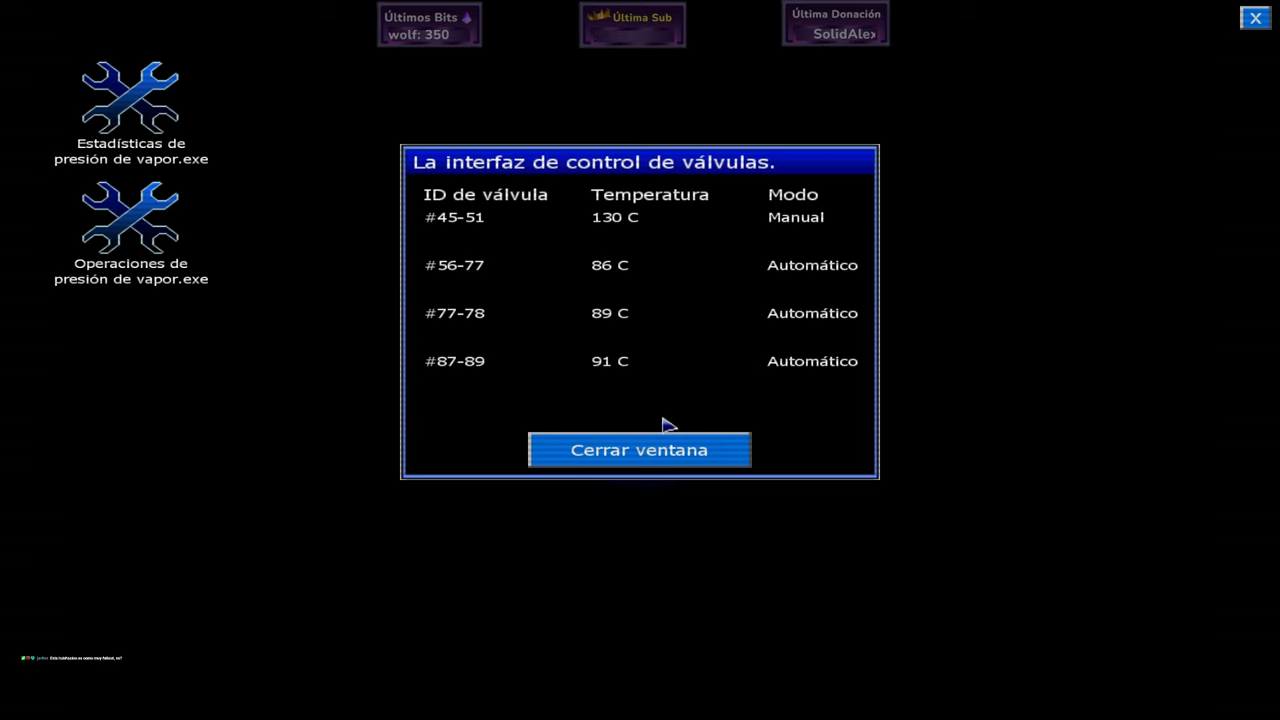 Últimos Bits
wolf: 350
Última Sub
Última Donación
SolidAlex
X
Estadísticas de
presión de vapor.exe
Operaciones de
presión de vapor.exe
La interfaz de control de válvulas.
ID de válvula Temperatura Modo
#45-51 130 C Manual
#56-77 86 C Automático
#77-78 89 C Automático
#87-89 91 C Automático
Cerrar ventana